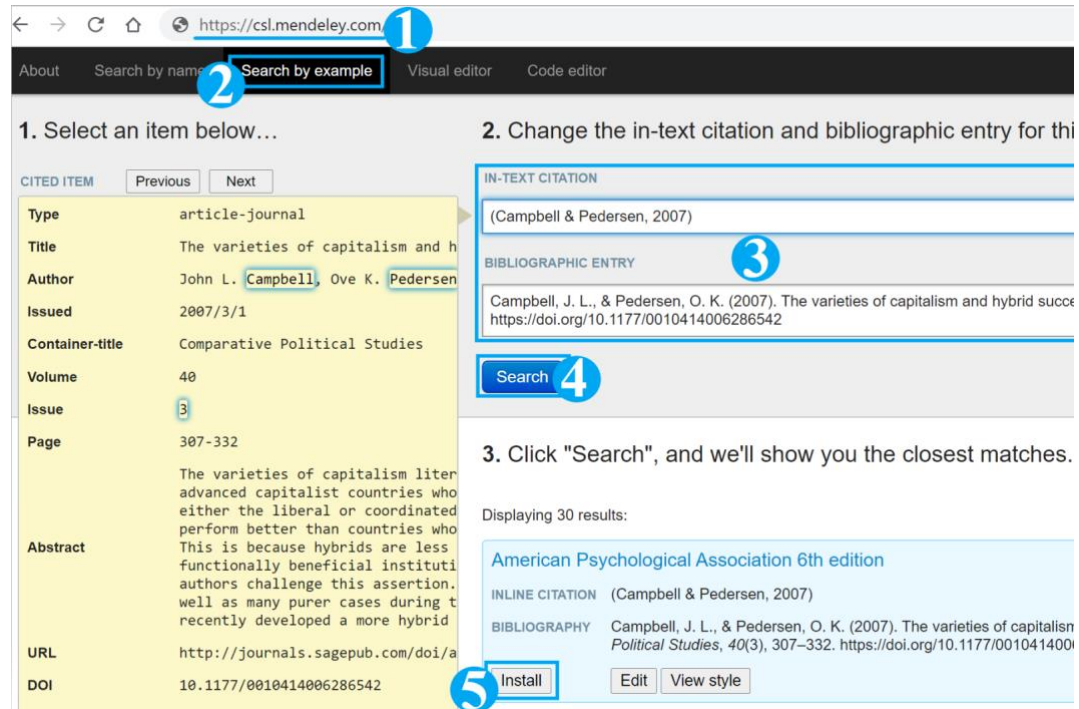 https://csl.mendeley.com/
1
About Search by name Search by example Visual editor Code editor
2
1. Select an item below…
CITED ITEM Previous Next
Type article-journal
Title The varieties of capitalism and h
Author John L. Campbell, Ove K. Pedersen
Issued 2007/3/1
Container-title Comparative Political Studies
Volume 40
Issue 3
Page 307-332
Abstract
The varieties of capitalism liter
advanced capitalist countries who
either the liberal or coordinated
perform better than countries who
This is because hybrids are less
functionally beneficial instituti
authors challenge this assertion.
well as many purer cases during t
recently developed a more hybrid
URL http://journals.sagepub.com/doi/a
DOI 10.1177/0010414006286542
2. Change the in-text citation and bibliographic entry for thi
IN-TEXT CITATION
(Campbell & Pedersen, 2007)
3
BIBLIOGRAPHIC ENTRY
Campbell, J. L., & Pedersen, O. K. (2007). The varieties of capitalism and hybrid succe
https://doi.org/10.1177/0010414006286542
Search
4
3. Click "Search", and we'll show you the closest matches.
Displaying 30 results:
American Psychological Association 6th edition
INLINE CITATION (Campbell & Pedersen, 2007)
BIBLIOGRAPHY Campbell, J. L., & Pedersen, O. K. (2007). The varieties of capitalism
Political Studies, 40(3), 307–332. https://doi.org/10.1177/001041400
5
Install Edit View style